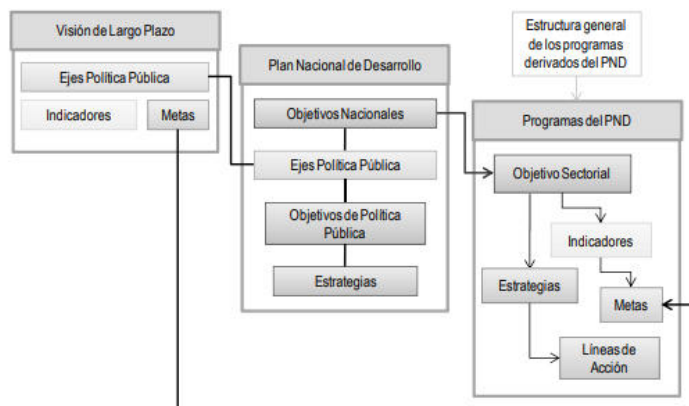 Visión de Largo Plazo
Ejes Política Pública
Indicadores
Metas
Plan Nacional de Desarrollo
Objetivos Nacionales
Ejes Política Pública
Objetivos de Política
Pública
Estrategias
Estructura general
de los programas
derivados del PND
Programas del PND
Objetivo Sectorial
Indicadores
Estrategias
Metas
Líneas de
Acción